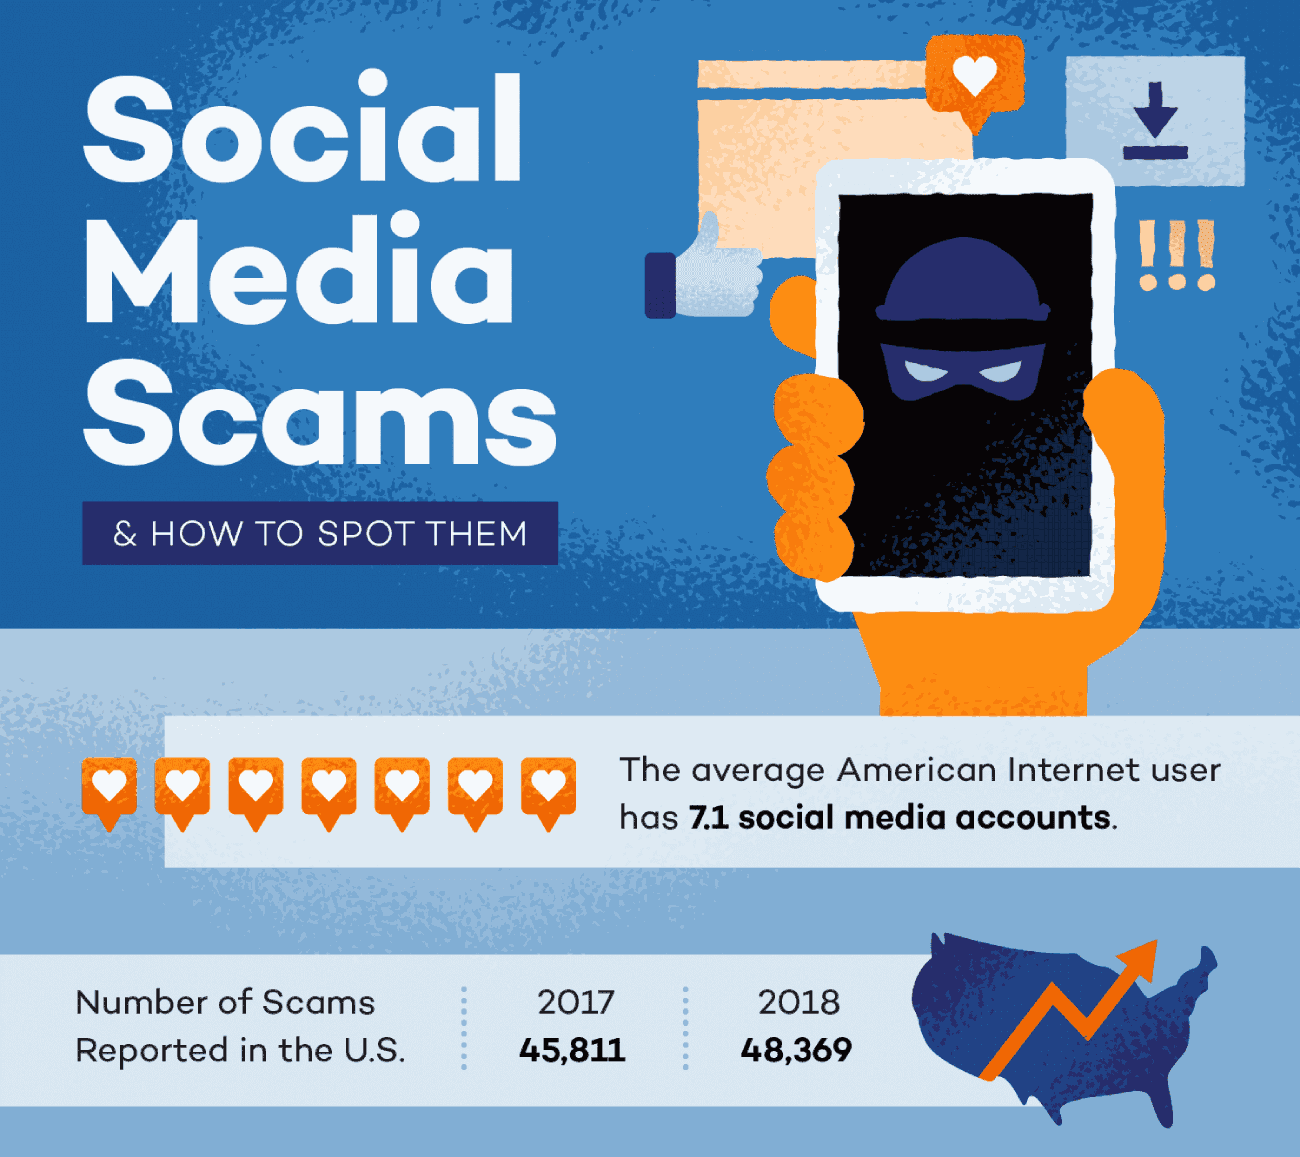 Social
Media
Scams
& HOW TO SPOT THEM
!!!
The average American Internet user
has 7.1 social media accounts.
Number of Scams
Reported in the U.S.
2017
45,811
2018
48,369